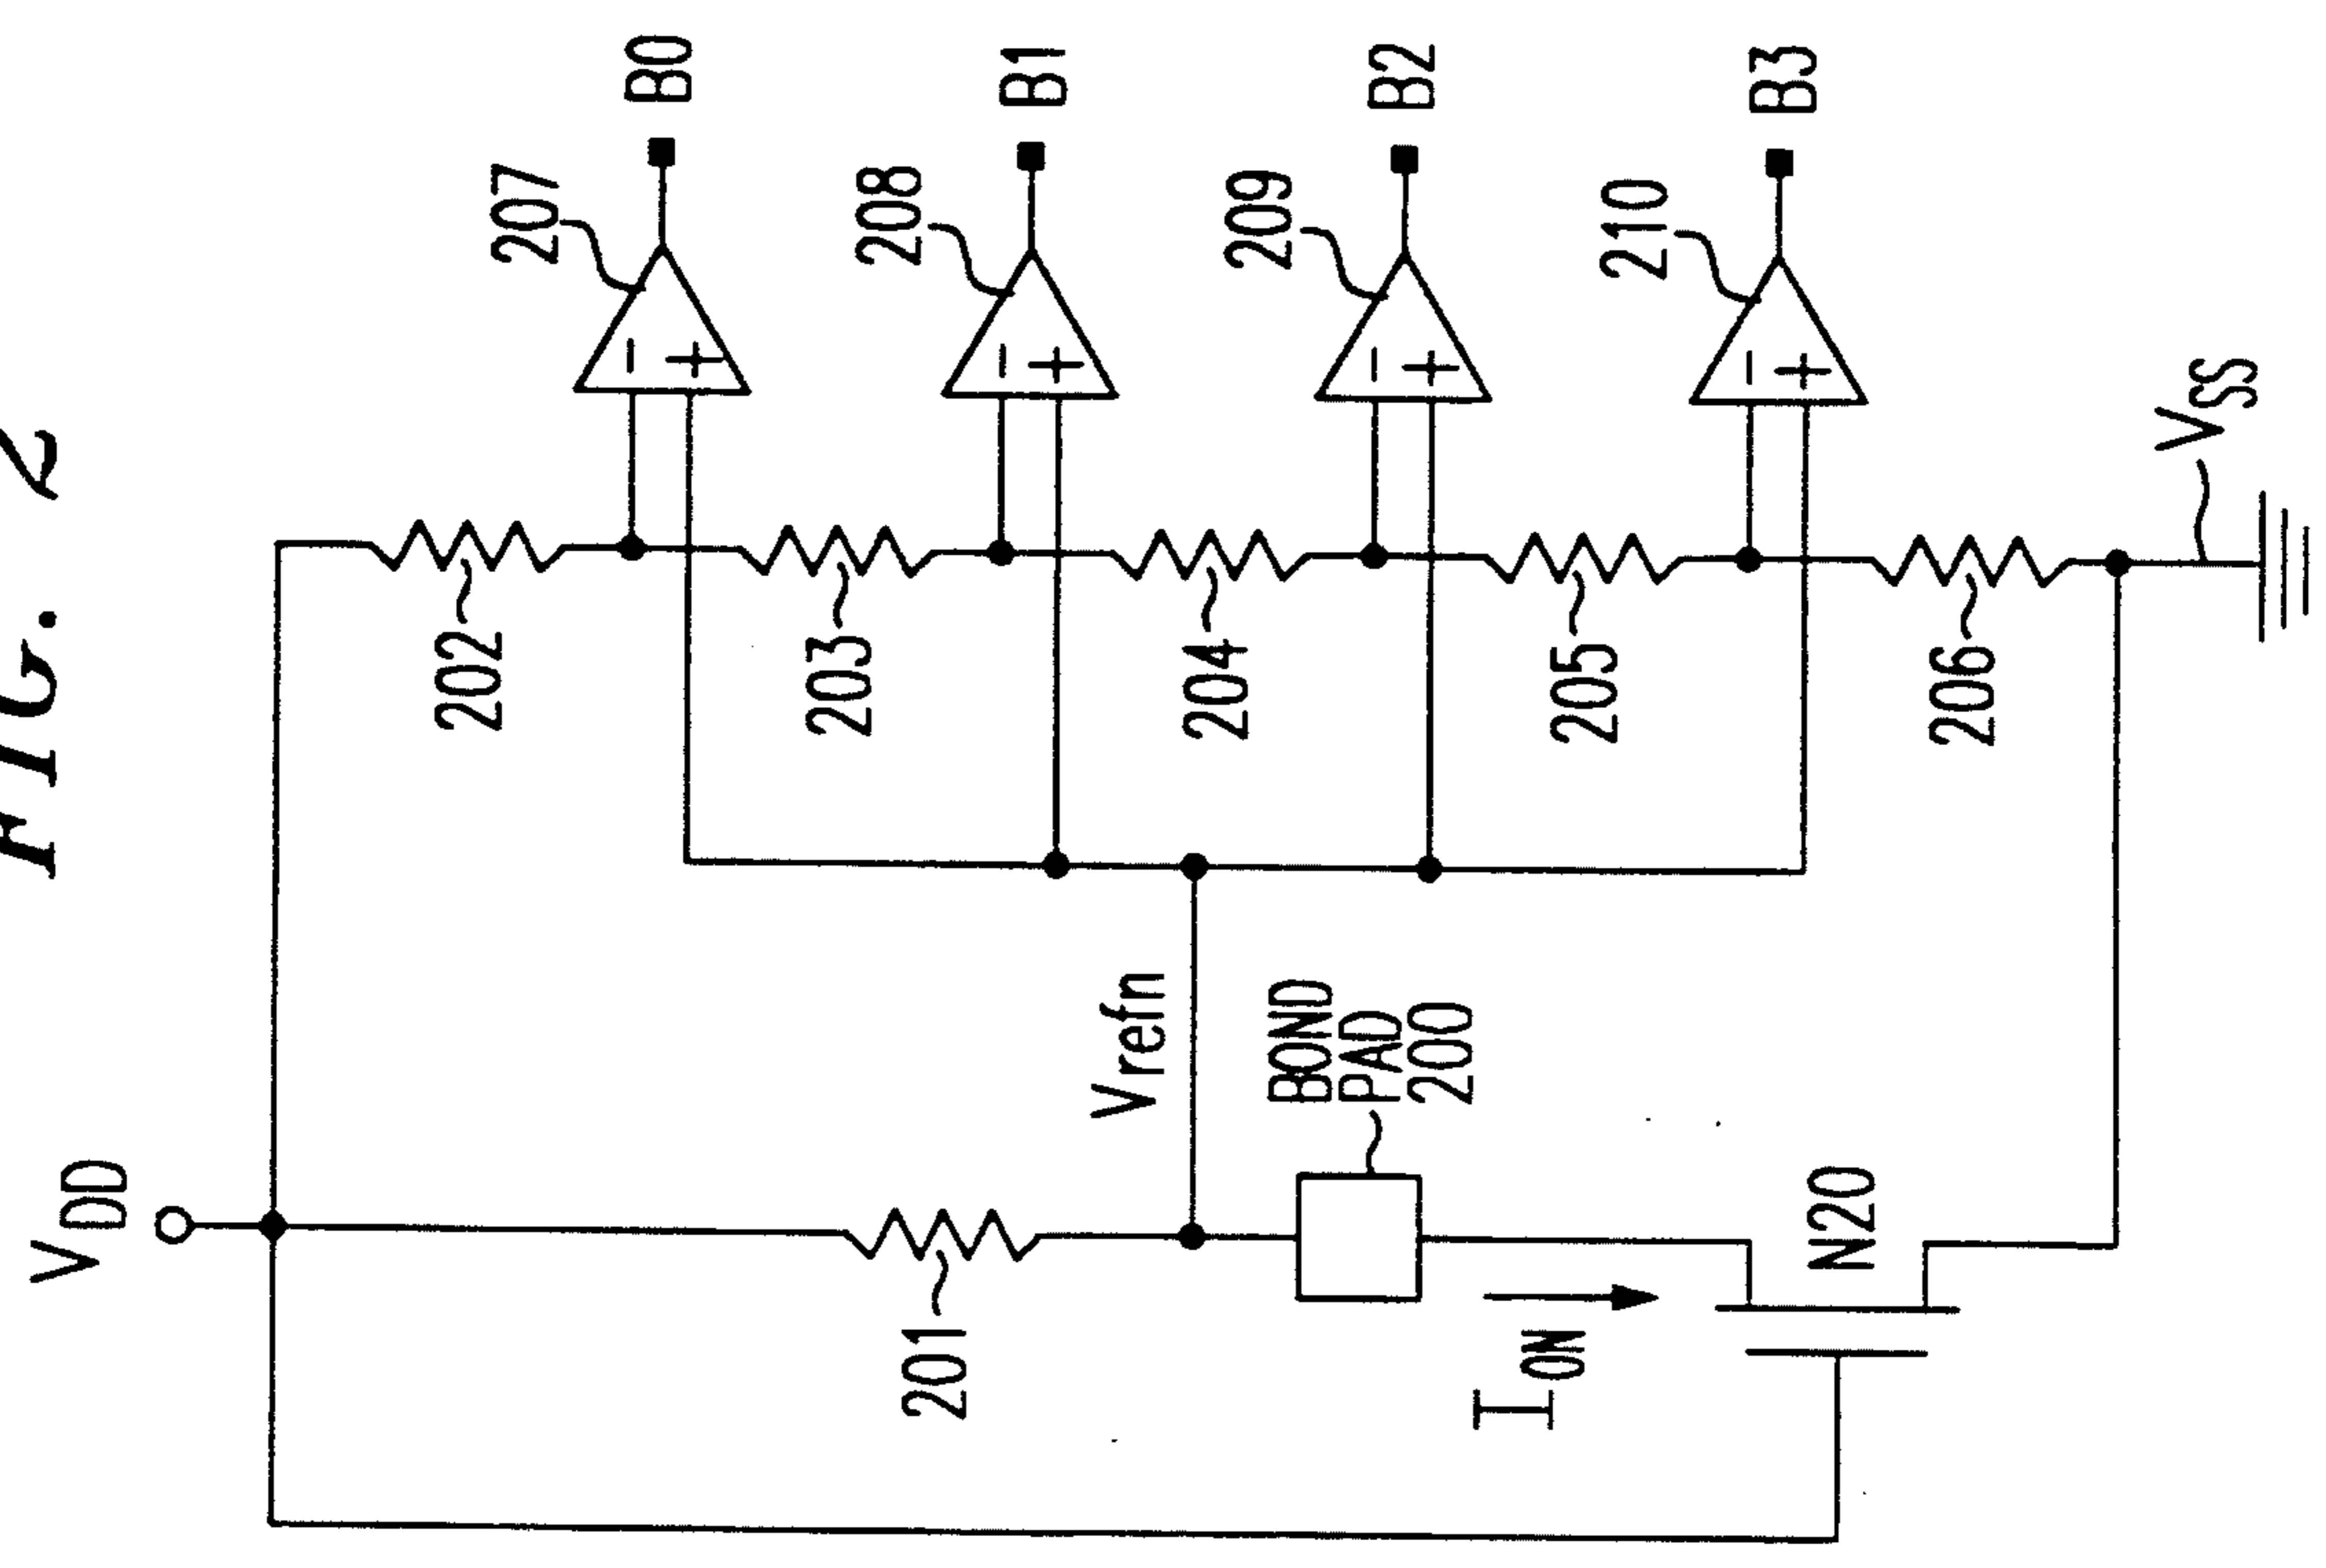 FIG. 2
VDD
202
207
B0
203
208
201
B1
Vrefn
204
209
BOND
PAD
200
B2
ION
205
210
B3
N20
206
VSS